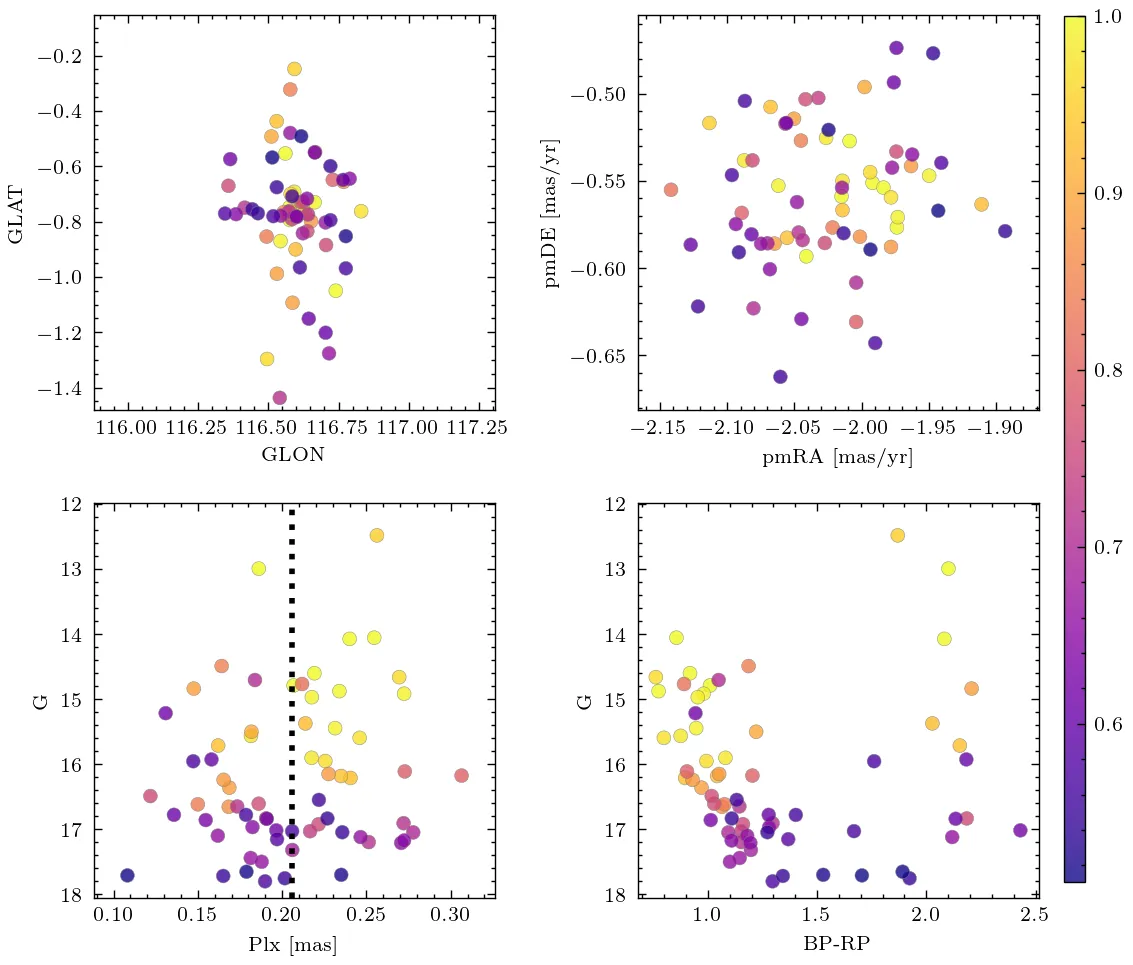 −0.2
−0.4
−0.6
−0.8
−1.0
−1.2
−1.4
GLAT
116.00 116.25 116.50 116.75 117.00 117.25
GLON
−0.50
−0.55
−0.60
−0.65
pmDE [mas/yr]
−2.15 −2.10 −2.05 −2.00 −1.95 −1.90
pmRA [mas/yr]
12
13
14
15
16
17
18
G
0.10 0.15 0.20 0.25 0.30
Plx [mas]
12
13
14
15
16
17
18
G
1.0 1.5 2.0 2.5
BP-RP
1.0
0.9
0.8
0.7
0.6